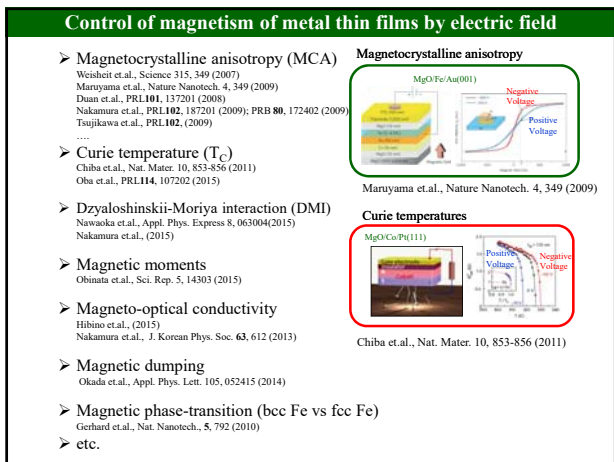 Control of magnetism of metal thin films by electric field
➢ Magnetocrystalline anisotropy (MCA)
Weisheit et.al., Science 315, 349 (2007)
Maruyama et.al., Nature Nanotech. 4, 349 (2009)
Duan et.al., PRL101, 137201 (2008)
Nakamura et.al., PRL102, 187201 (2009); PRB 80, 172402 (2009)
Tsujikawa et.al., PRL102, (2009)
....
➢ Curie temperature (T_C)
Chiba et.al., Nat. Mater. 10, 853-856 (2011)
Oba et.al., PRL114, 107202 (2015)
➢ Dzyaloshinskii-Moriya interaction (DMI)
Nawaoka et.al., Appl. Phys. Express 8, 063004(2015)
Nakamura et.al., (2015)
➢ Magnetic moments
Obinata et.al., Sci. Rep. 5, 14303 (2015)
➢ Magneto-optical conductivity
Hibino et.al., (2015)
Nakamura et.al., J. Korean Phys. Soc. 63, 612 (2013)
➢ Magnetic dumping
Okada et.al., Appl. Phys. Lett. 105, 052415 (2014)
➢ Magnetic phase-transition (bcc Fe vs fcc Fe)
Gerhard et.al., Nat. Nanotech., 5, 792 (2010)
➢ etc.
Magnetocrystalline anisotropy
MgO/Fe/Au(001)
Negative
Voltage
Positive
Voltage
Maruyama et.al., Nature Nanotech. 4, 349 (2009)
Curie temperatures
MgO/Co/Pt(111)
Positive
Voltage
Negative
Voltage
Chiba et.al., Nat. Mater. 10, 853-856 (2011)